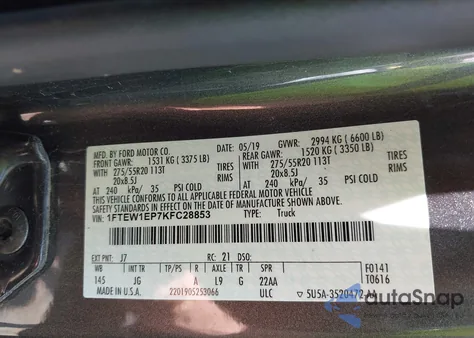 MFD. BY FORD MOTOR CO. 05/19 GVWR: 2994 KG ( 6600 LB)
FRONT GAWR: 1531 KG ( 3375 LB) REAR GAWR: 1520 KG ( 3350 LB)
WITH WITH
275/55R20 113T 275/55R20 113T
20x8.5J 20x8.5J
AT 240 kPa/ 35 PSI COLD AT 240 kPa/ 35 PSI COLD
THIS VEHICLE CONFORMS TO ALL APPLICABLE FEDERAL MOTOR VEHICLE
SAFETY STANDARDS IN EFFECT ON THE DATE OF MANUFACTURE SHOWN ABOVE.
VIN: 1FTEW1EP7KFC28853 TYPE: Truck
EXT PNT: J7 RC: 21 DSO: F0141
WB INT TR TP/PS R AXLE TR SPR T0616
145 JG A L9 G 22AA
MADE IN U.S.A. 2201905253066 ULC 5U5A-3520472-AA
autoSnap